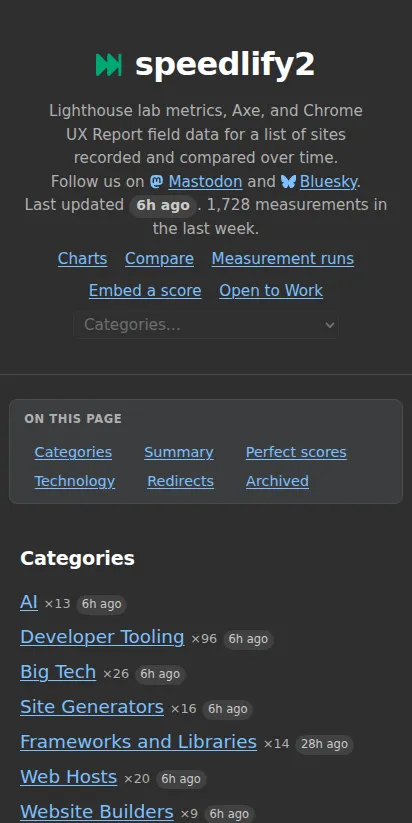 speedlify2
Lighthouse lab metrics, Axe, and Chrome
UX Report field data for a list of sites
recorded and compared over time.
Follow us on Mastodon and Bluesky.
Last updated 6h ago. 1,728 measurements in
the last week.
Charts Compare Measurement runs
Embed a score Open to Work
Categories...
ON THIS PAGE
Categories Summary Perfect scores
Technology Redirects Archived
Categories
AI ×13 6h ago
Developer Tooling ×96 6h ago
Big Tech ×26 6h ago
Site Generators ×16 6h ago
Frameworks and Libraries ×14 28h ago
Web Hosts ×20 6h ago
Website Builders ×9 6h ago